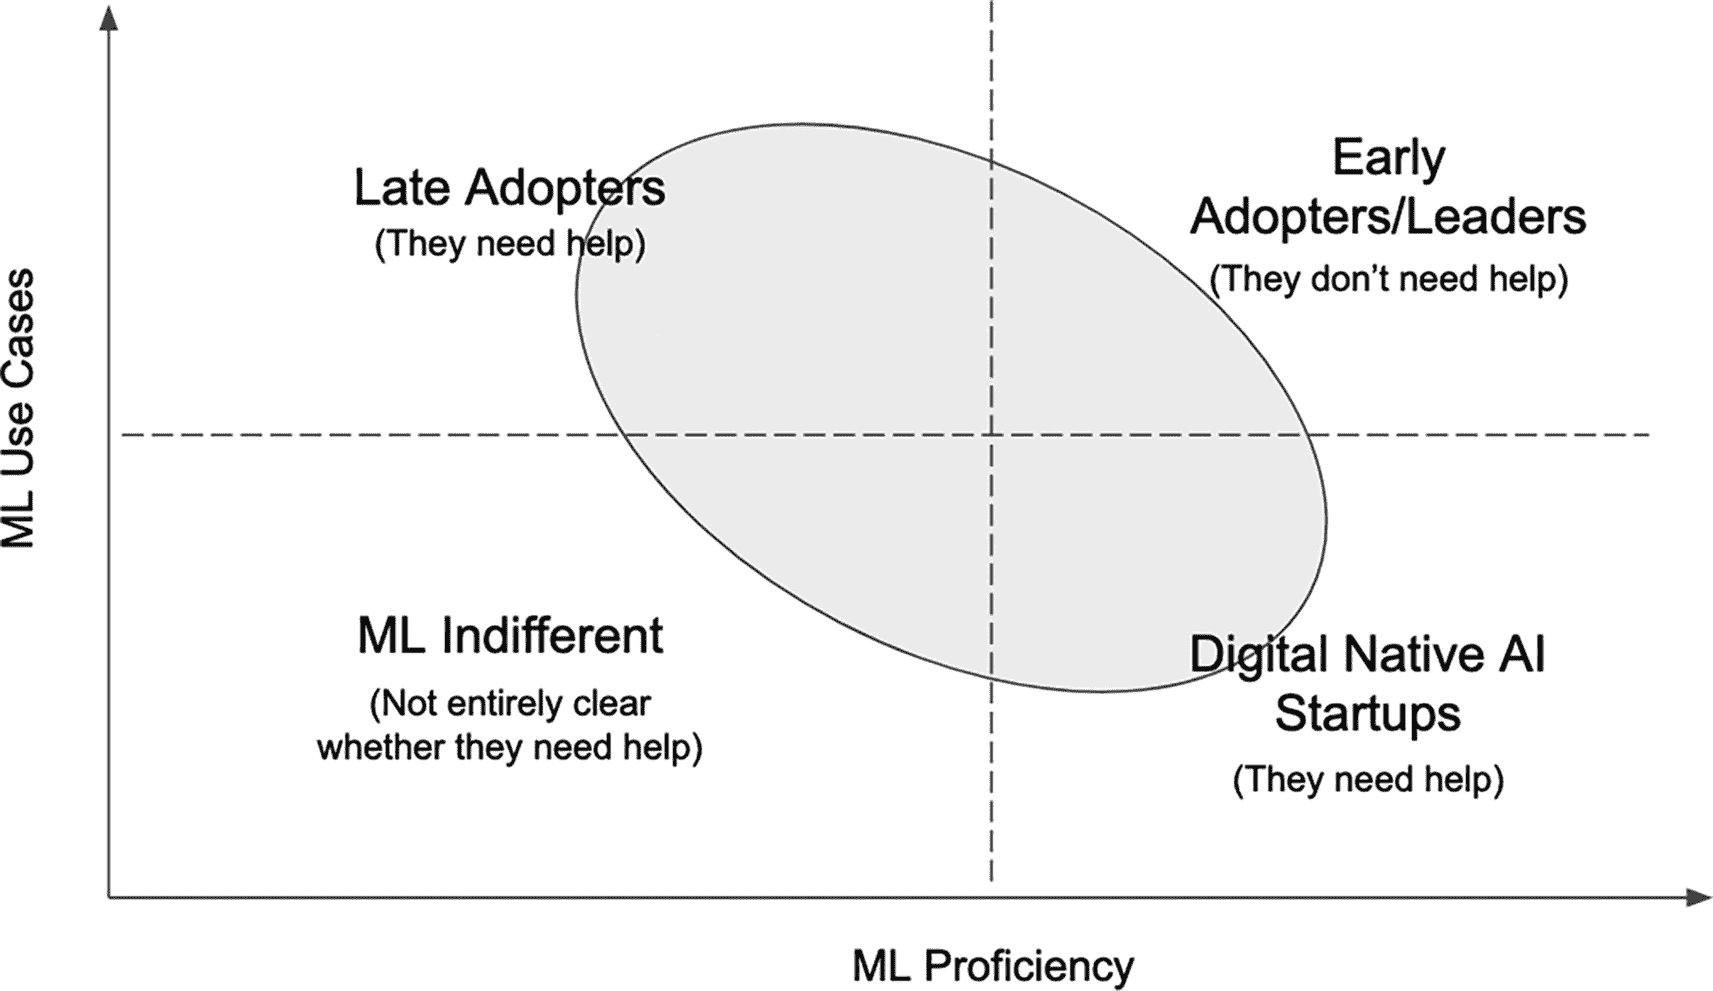 Late Adopters
(They need help)
Early
Adopters/Leaders
(They don’t need help)
ML Use Cases
ML Indifferent
(Not entirely clear
whether they need help)
Digital Native AI
Startups
(They need help)
ML Proficiency